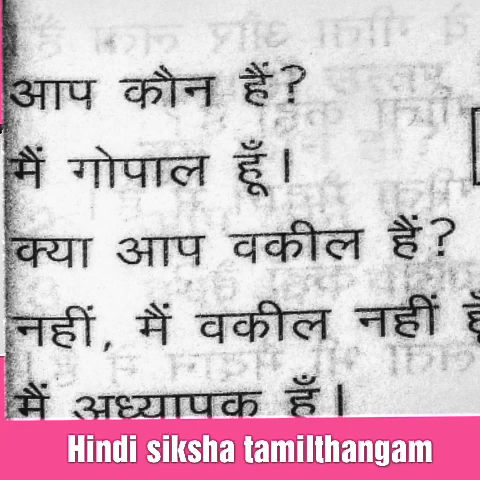 आप कौन हैं?
मैं गोपाल हूँ।
क्या आप वकील हैं?
नहीं, मैं वकील नहीं हूँ
मैं अध्यापक हूँ।
Hindi siksha tamilthangam